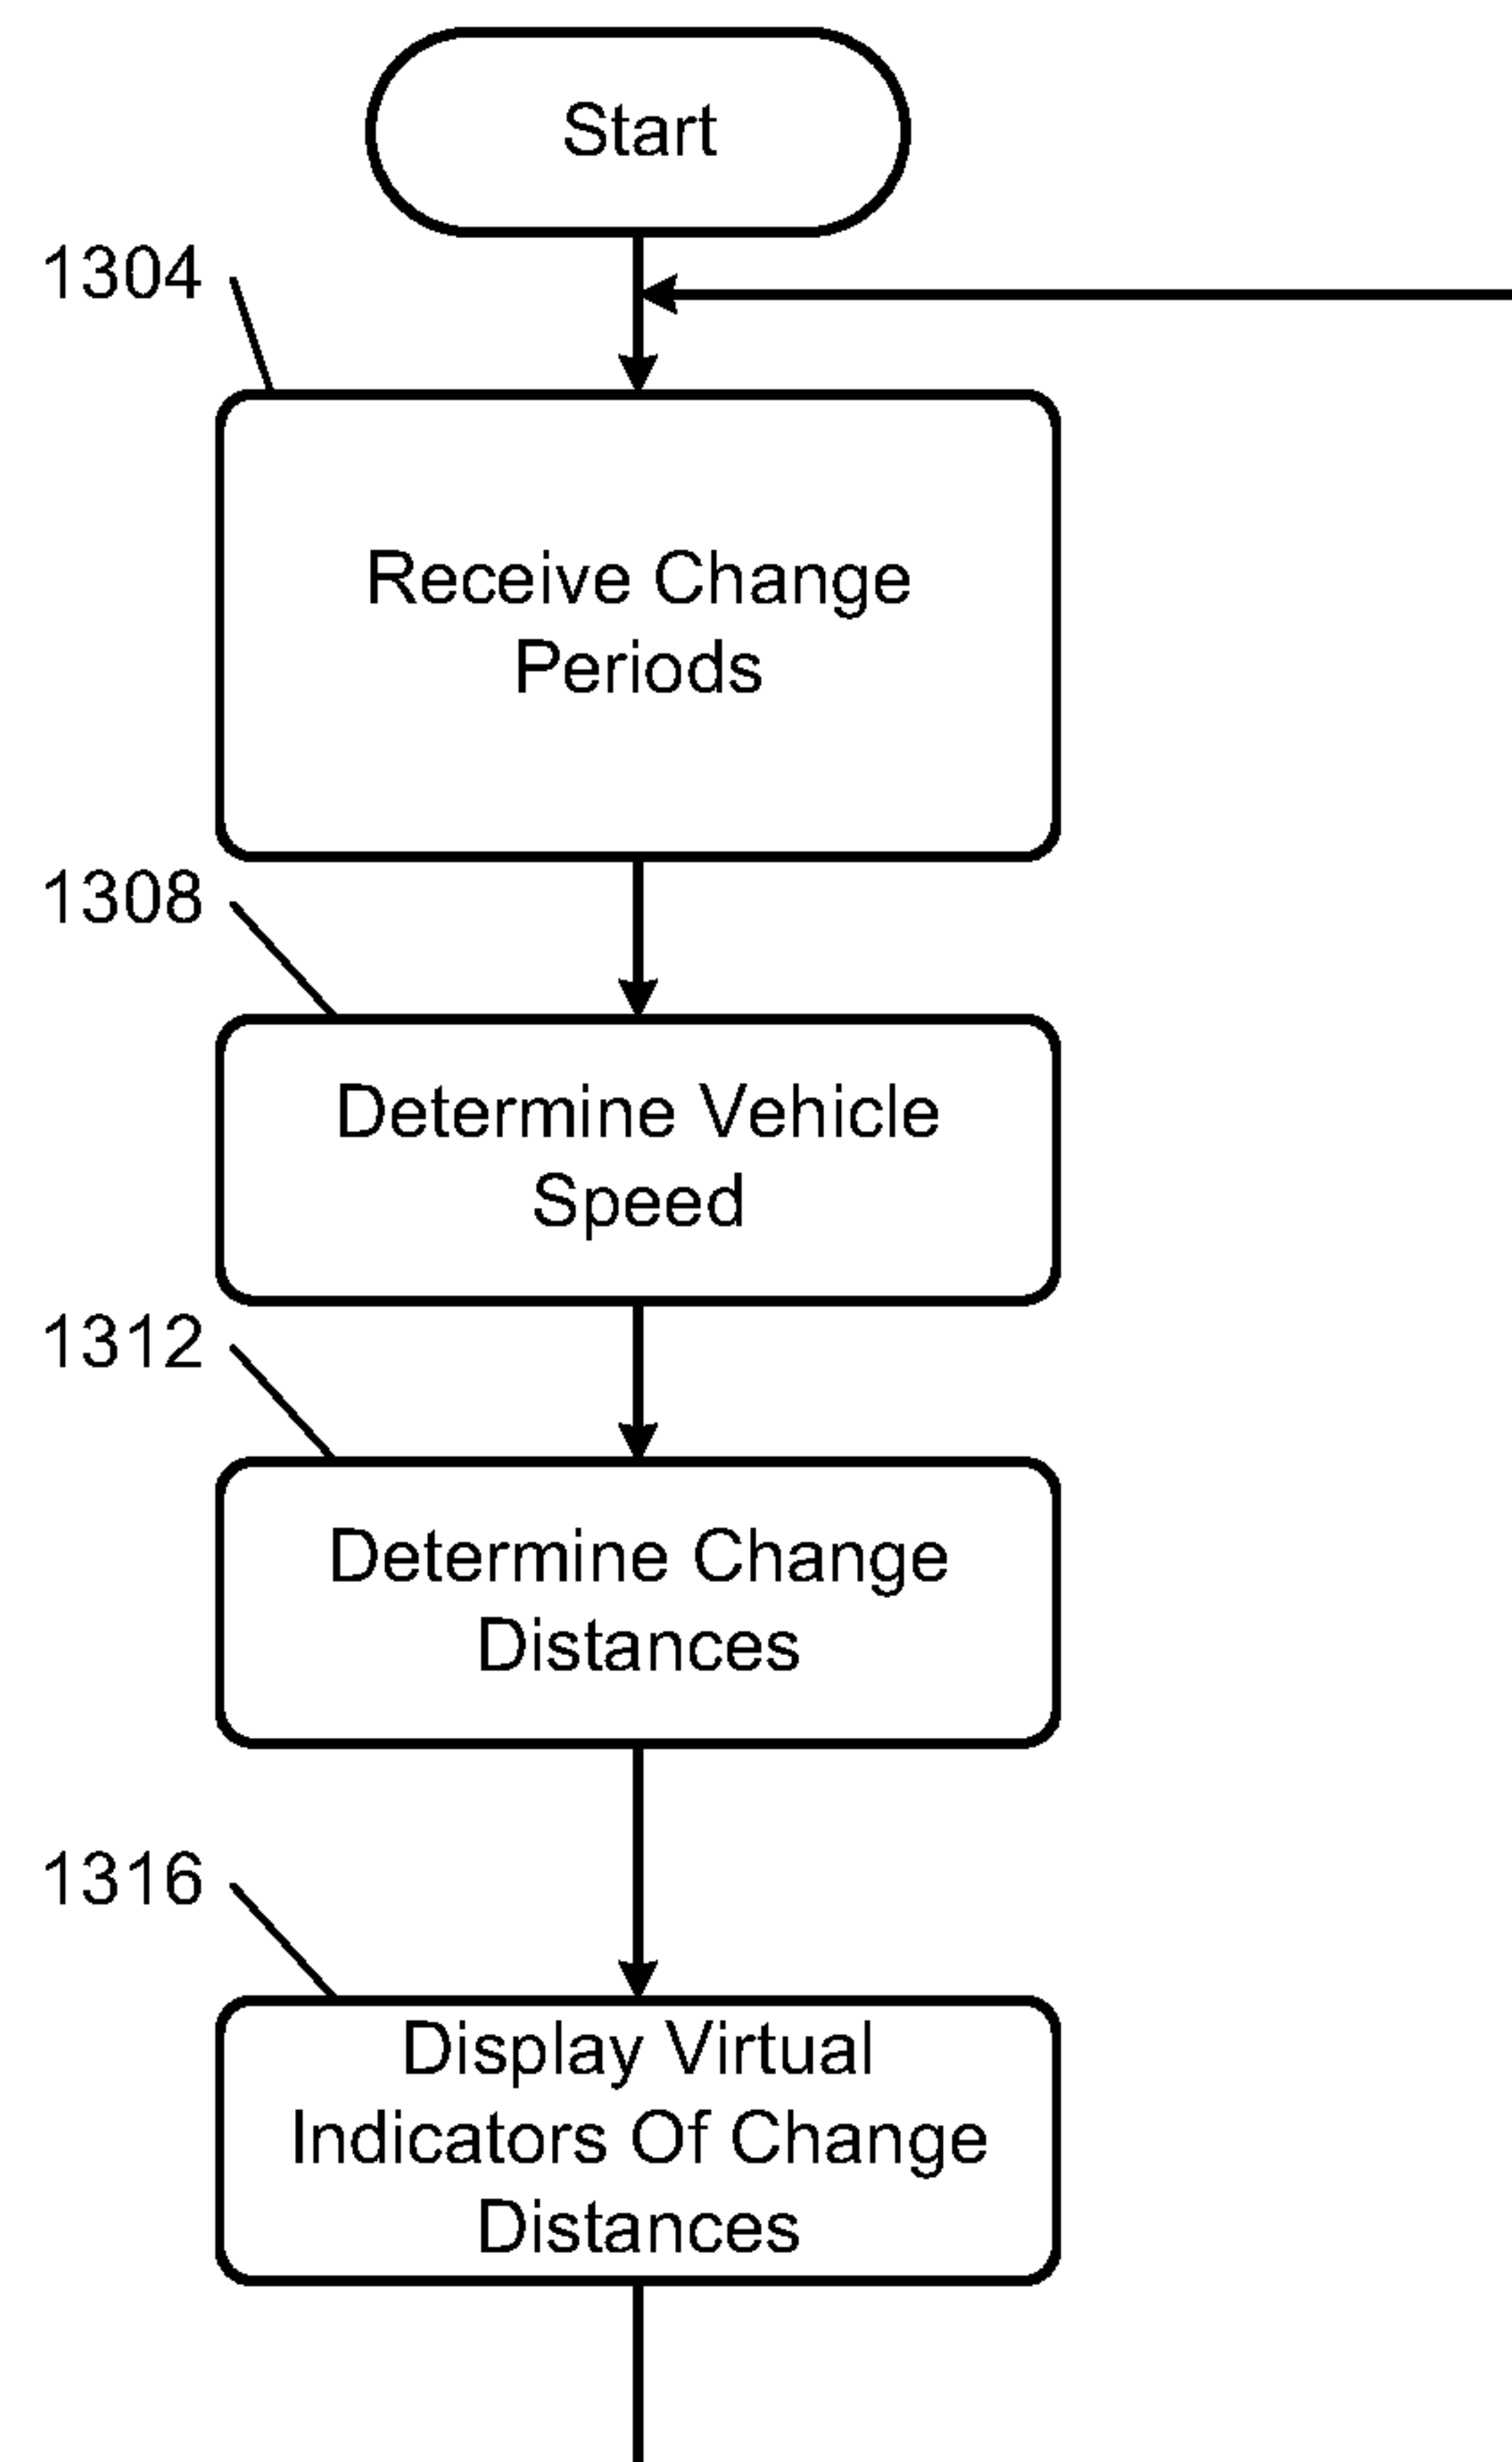 Start
1304
Receive Change
Periods
1308
Determine Vehicle
Speed
1312
Determine Change
Distances
1316
Display Virtual
Indicators Of Change
Distances